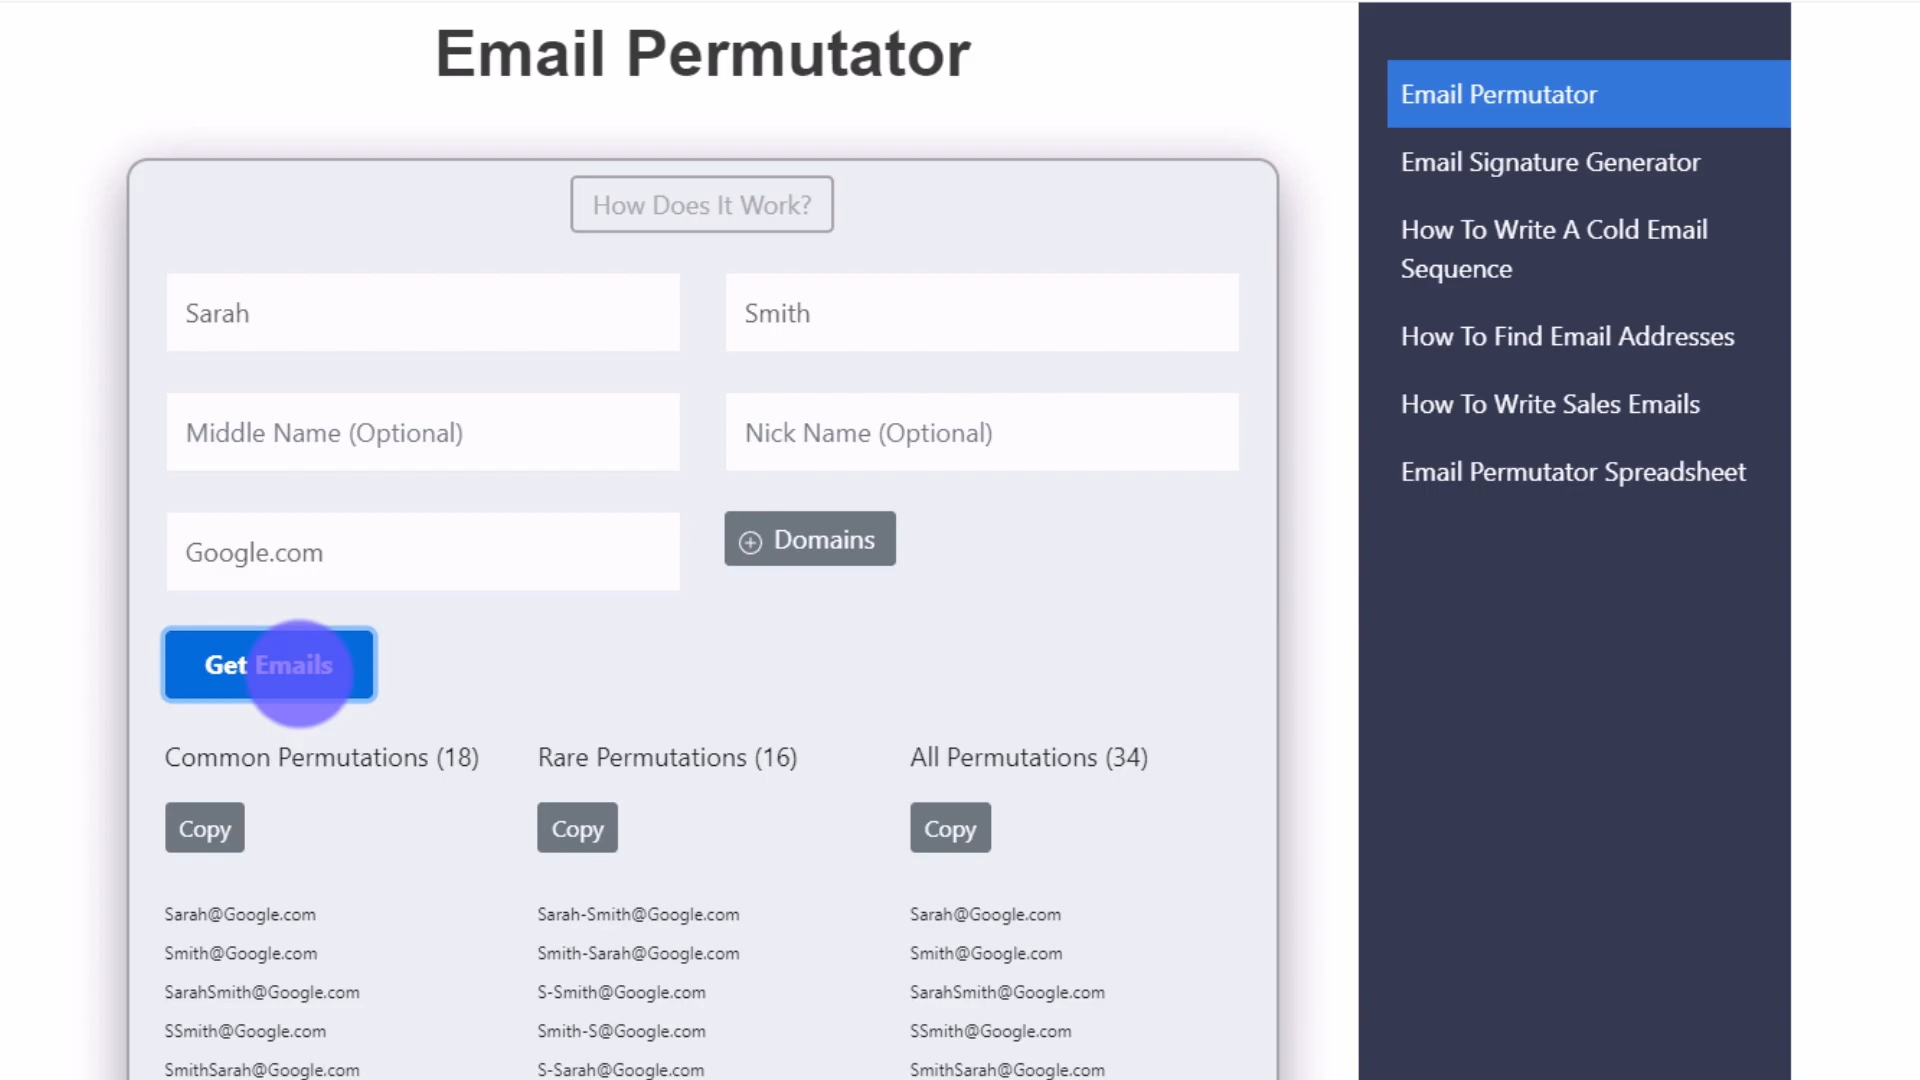 Email Permutator
How Does It Work?
Sarah
Smith
Middle Name (Optional)
Nick Name (Optional)
Google.com
Domains
Get Emails
Common Permutations (18)
Copy
Sarah@Google.com
Smith@Google.com
SarahSmith@Google.com
SSmith@Google.com
SmithSarah@Google.com
Rare Permutations (16)
Copy
Sarah-Smith@Google.com
Smith-Sarah@Google.com
S-Smith@Google.com
Smith-S@Google.com
S-Sarah@Google.com
All Permutations (34)
Copy
Sarah@Google.com
Smith@Google.com
SarahSmith@Google.com
SSmith@Google.com
SmithSarah@Google.com
Email Permutator
Email Signature Generator
How To Write A Cold Email
Sequence
How To Find Email Addresses
How To Write Sales Emails
Email Permutator Spreadsheet